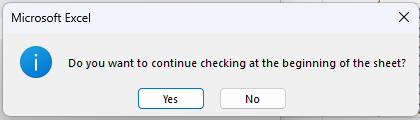 Microsoft Excel
Do you want to continue checking at the beginning of the sheet?
Yes
No